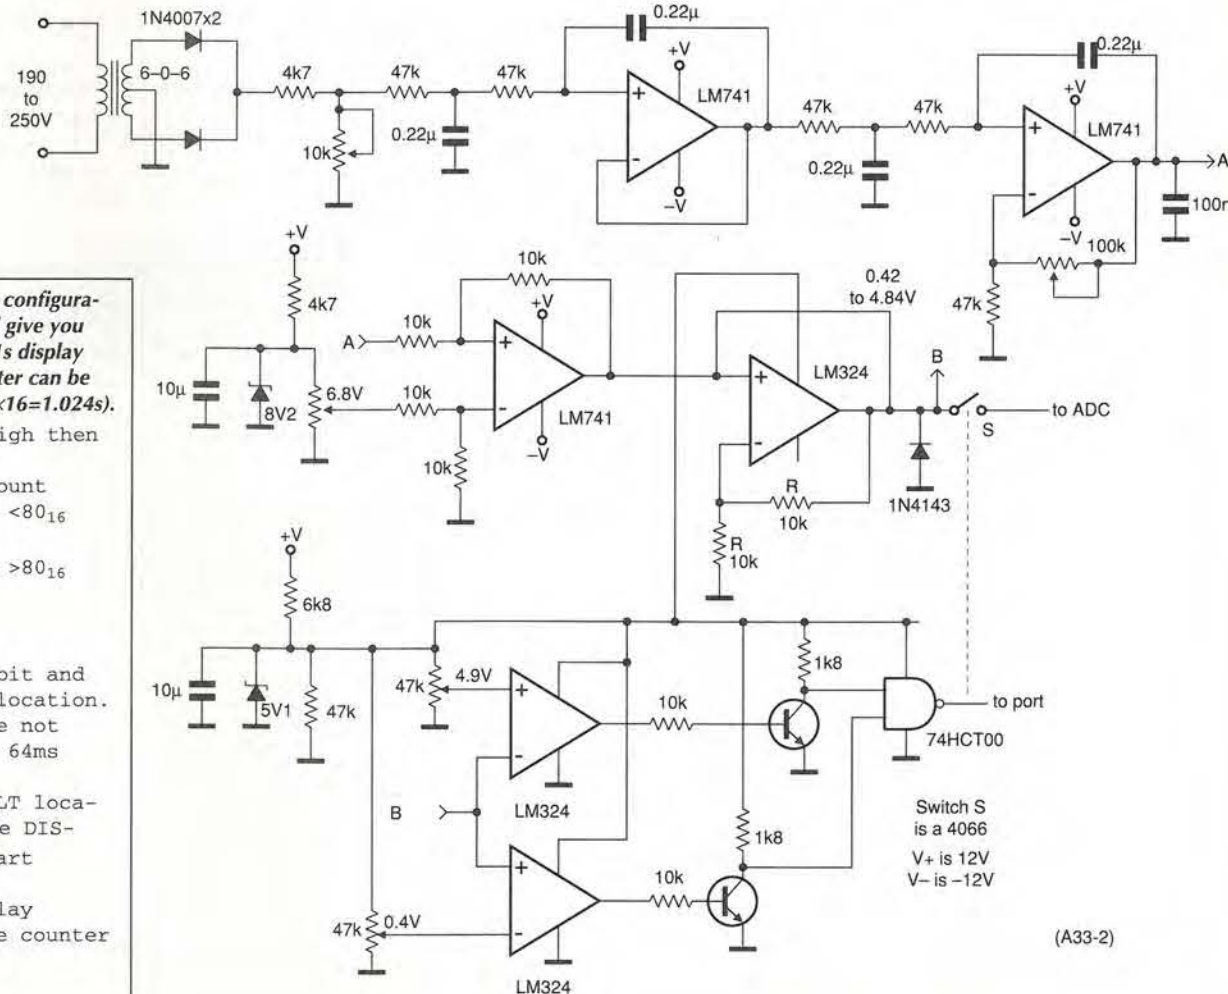 1N4007x2
190
to
250V
6-0-6
4k7
10k
47k
0.22µ
47k
0.22µ
+
–
+V
LM741
–V
47k
0.22µ
47k
0.22µ
+
–
+V
LM741
–V
A
100n
100k
47k
configura-
give you
1s display
ter can be
x16=1.024s).
igh then
ount
<80₁₆
>80₁₆
bit and
location.
e not
64ms
LT loca-
e DIS-
art
lay
e counter
+V
4k7
10µ
8V2
6.8V
A
10k
10k
10k
10k
+
–
+V
–V
LM741
+
–
LM324
0.42
to 4.84V
R
10k
R
10k
B
1N4143
S
to ADC
+V
6k8
10µ
5V1
47k
47k
4.9V
+
–
LM324
10k
1k8
74HCT00
to port
B
47k
0.4V
+
–
LM324
10k
1k8
Switch S
is a 4066
V+ is 12V
V– is –12V
(A33-2)